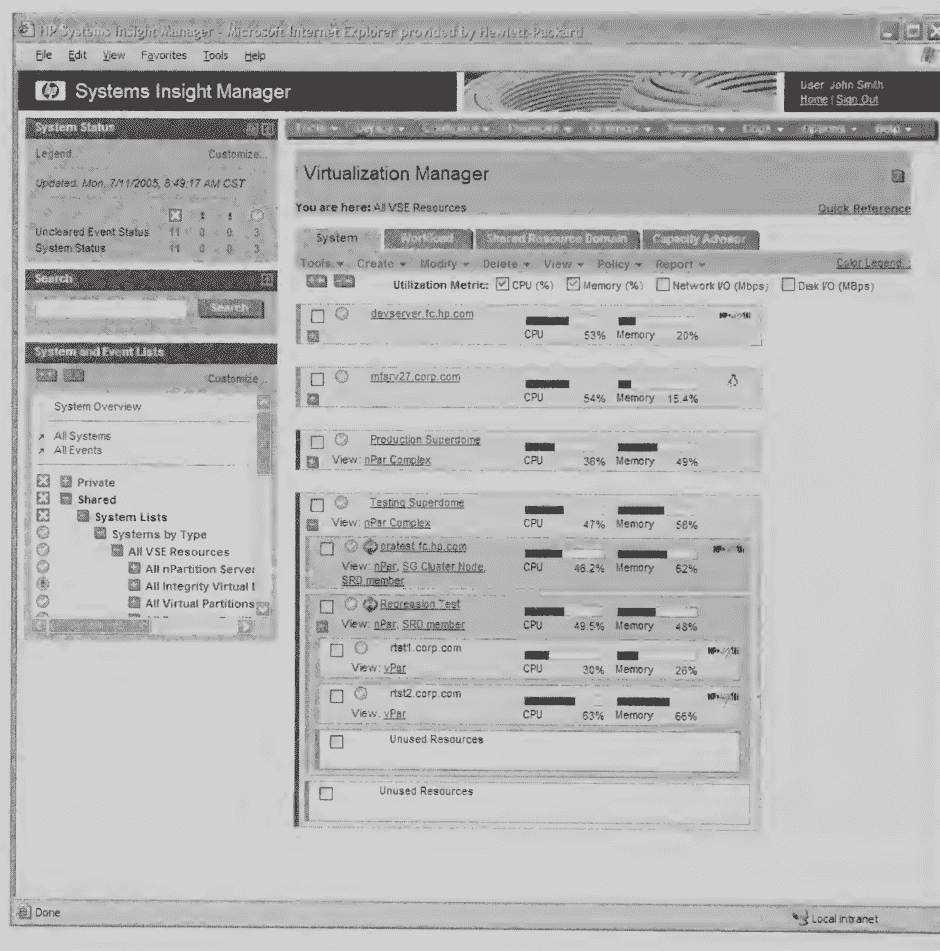 HP Systems Insight Manager - Microsoft Internet Explorer provided by Hewlett-Packard
File Edit View Favorites Tools Help
hp Systems Insight Manager
User: John Smith
Home | Sign Out
System Status
Legend...
Customize...
Updated: Mon, 7/11/2005, 8:49:17 AM CST
Uncleared Event Status 11 0 0 3
System Status 11 0 0 3
Search
Search
System and Event Lists
Customize...
System Overview
All Systems
All Events
Private
Shared
System Lists
Systems by Type
All VSE Resources
All nPartition Server
All Integrity Virtual
All Virtual Partitions
Tools Deploy Configure Diagnose Optimize Reports Tasks Options Help
Virtualization Manager
You are here: All VSE Resources
Quick Reference
System Workload Shared Resource Domain Capacity Advisor
Tools Create Modify Delete View Policy Report
Color Legend...
Utilization Metric: CPU (%) Memory (%) Network I/O (Mbps) Disk I/O (MBps)
devserver.fc.hp.com
CPU 53% Memory 20%
mfsrv27.corp.com
CPU 54% Memory 15.4%
Production Superdome
View: nPar Complex
CPU 36% Memory 49%
Testing Superdome
View: nPar Complex
CPU 47% Memory 56%
oratest.fc.hp.com
View: nPar, SG Cluster Node,
SRD member
CPU 46.2% Memory 62%
Regression Test
View: nPar, SRD member
CPU 49.5% Memory 48%
rtst1.corp.com
View: vPar
CPU 30% Memory 26%
rtst2.corp.com
View: vPar
CPU 63% Memory 66%
Unused Resources
Unused Resources
Done
Local intranet